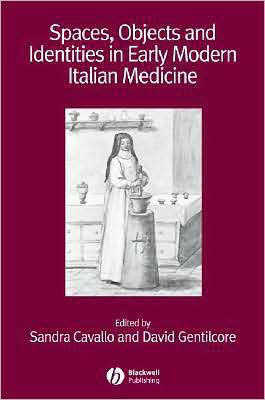 Spaces, Objects and
Identities in Early Modern
Italian Medicine
Edited by
Sandra Cavallo and David Gentilcore
Blackwell
Publishing